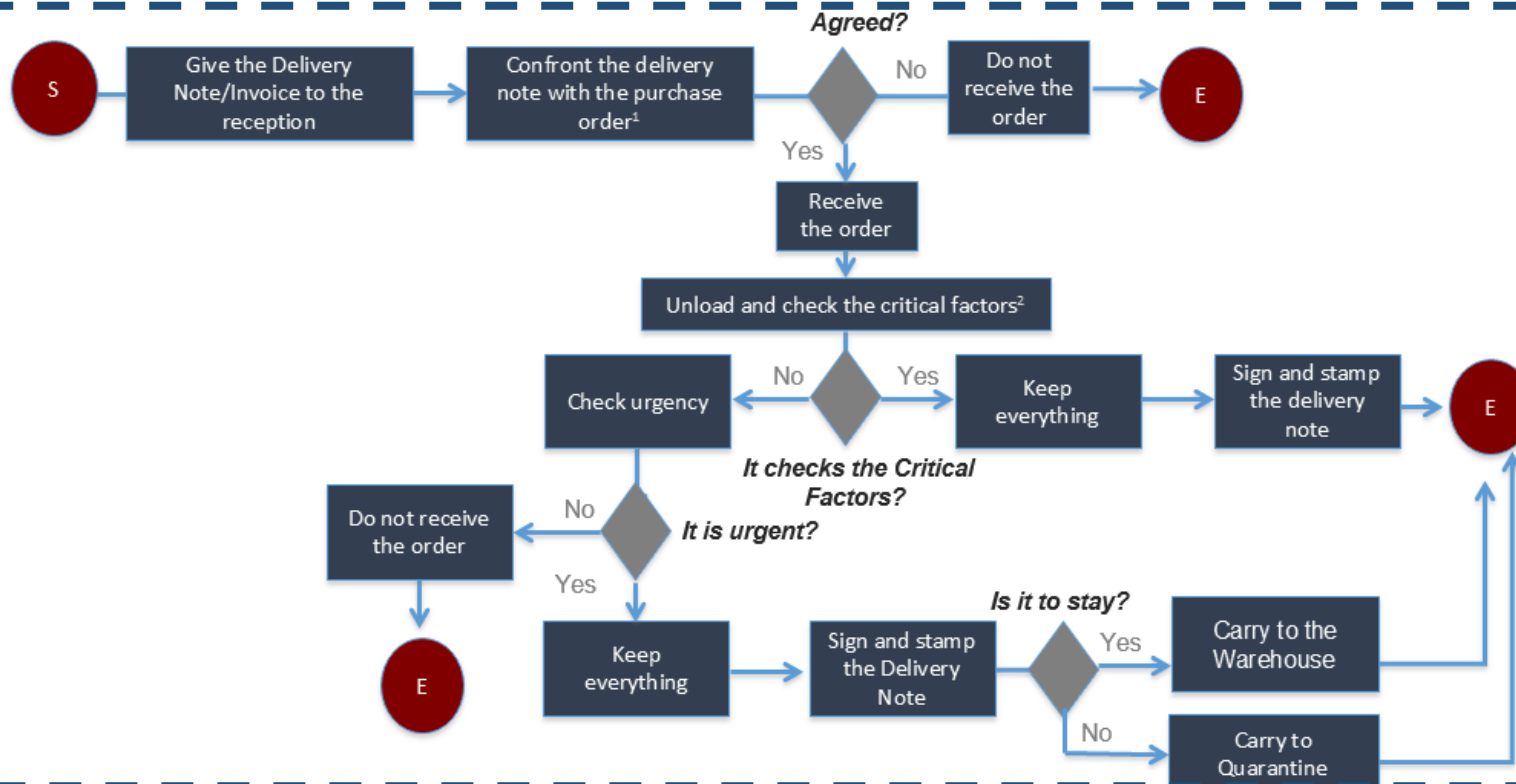 Agreed?
S
Give the Delivery
Note/Invoice to the
reception
Confront the delivery
note with the purchase
order¹
No
Do not
receive the
order
E
Yes
Receive
the order
Unload and check the critical factors²
Check urgency
No
Yes
Keep
everything
Sign and stamp
the delivery
note
E
It checks the Critical
Factors?
Do not receive
the order
No
It is urgent?
Yes
E
Keep
everything
Sign and stamp
the Delivery
Note
Is it to stay?
Yes
Carry to the
Warehouse
No
Carry to
Quarantine